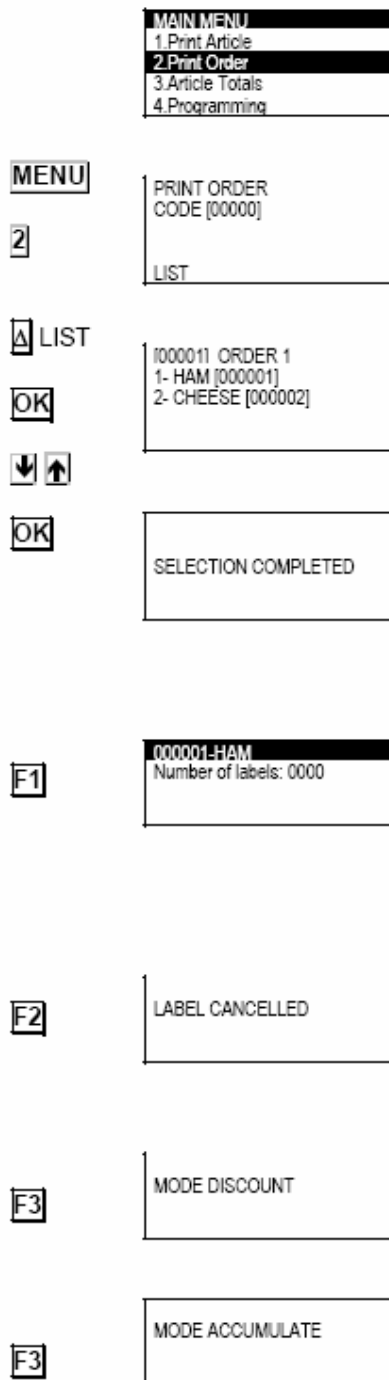 MAIN MENU
1.Print Article
2.Print Order
3.Article Totals
4.Programming
MENU
2
PRINT ORDER
CODE [00000]
LIST
Δ LIST
OK
[00001] ORDER 1
1- HAM [000001]
2- CHEESE [000002]
OK
SELECTION COMPLETED
F1
000001-HAM
Number of labels: 0000
F2
LABEL CANCELLED
F3
MODE DISCOUNT
F3
MODE ACCUMULATE